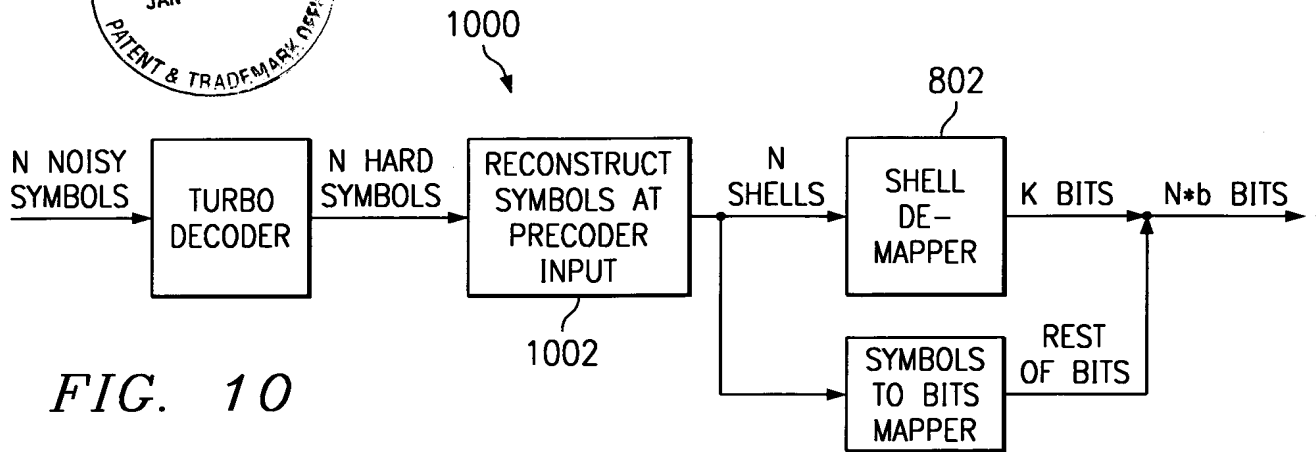 JAN
PATENT & TRADEMARK
1000
802
N NOISY
SYMBOLS
TURBO
DECODER
N HARD
SYMBOLS
RECONSTRUCT
SYMBOLS AT
PRECODER
INPUT
1002
N
SHELLS
SHELL
DE-
MAPPER
K BITS
N*b BITS
SYMBOLS
TO BITS
MAPPER
REST
OF BITS
FIG. 10